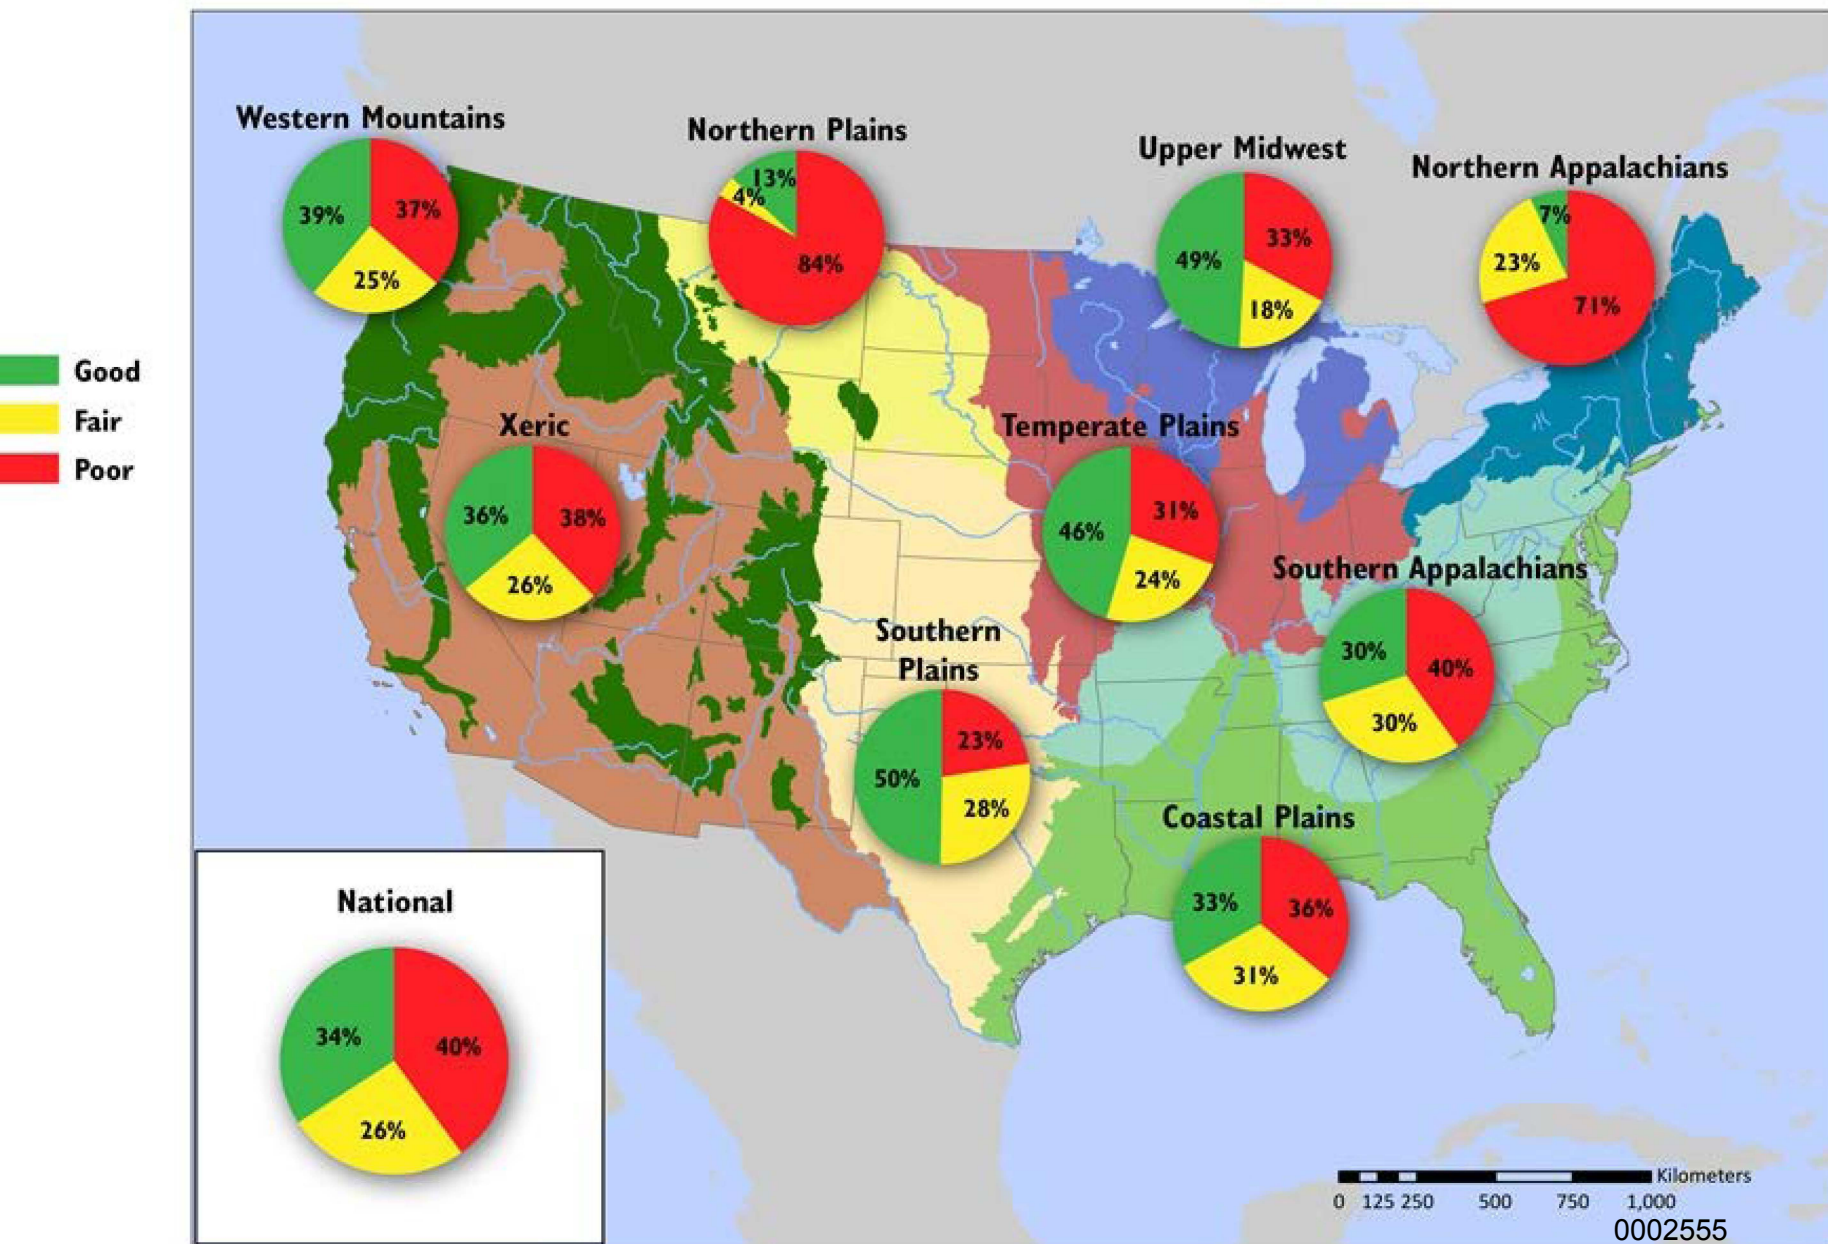 Western Mountains
39%
37%
25%
Northern Plains
13%
4%
84%
Upper Midwest
49%
33%
18%
Northern Appalachians
7%
23%
71%
Good
Fair
Poor
Xeric
36%
38%
26%
Temperate Plains
46%
31%
24%
Southern Appalachians
30%
40%
30%
Southern
Plains
50%
23%
28%
Coastal Plains
33%
36%
31%
National
34%
40%
26%
Kilometers
0 125 250 500 750 1,000
0002555